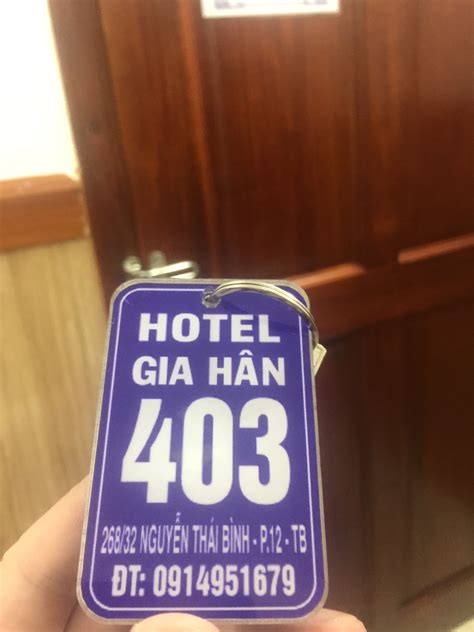 HOTEL
GIA HÂN
403
268/32 NGUYỄN THÁI BÌNH - P.12 - TB
ĐT: 0914951679